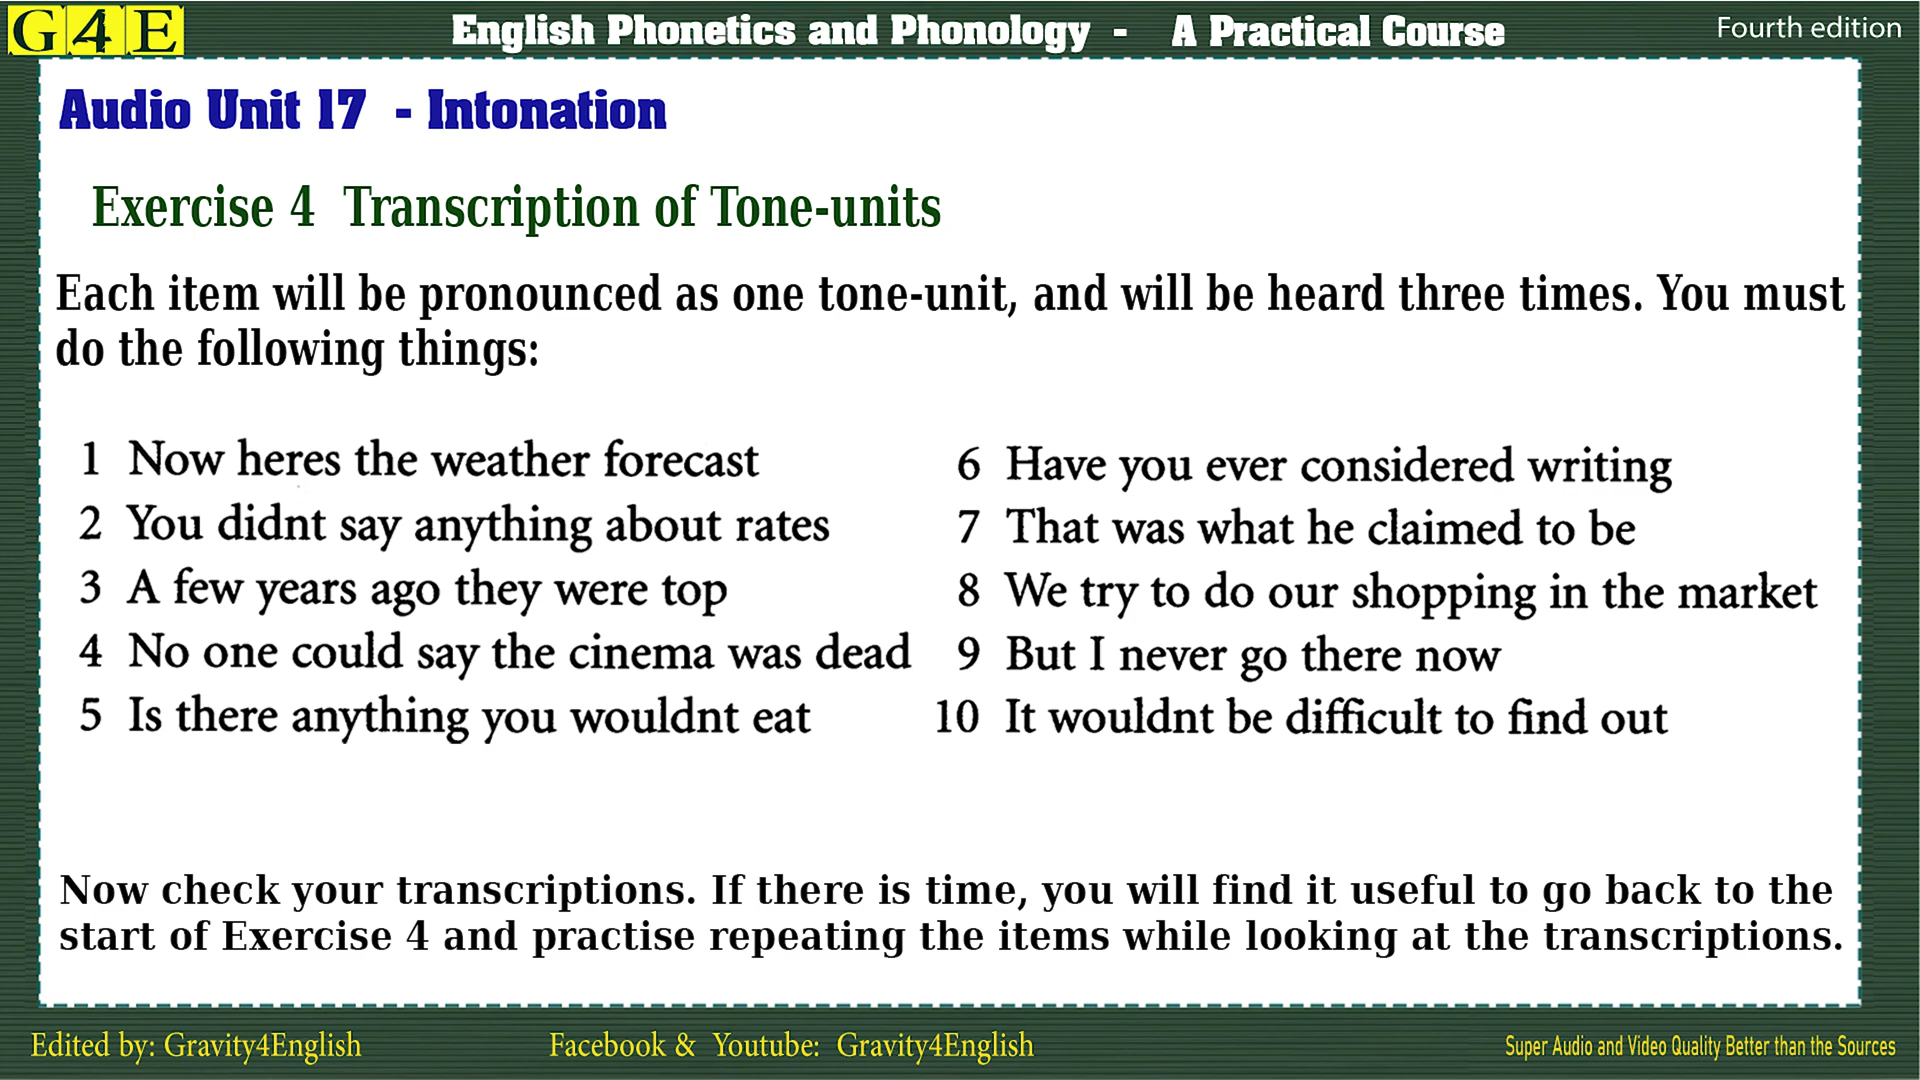 G4E
English Phonetics and Phonology - A Practical Course
Fourth edition
Audio Unit 17 - Intonation
Exercise 4 Transcription of Tone-units
Each item will be pronounced as one tone-unit, and will be heard three times. You must
do the following things:
1 Now heres the weather forecast
2 You didnt say anything about rates
3 A few years ago they were top
4 No one could say the cinema was dead
5 Is there anything you wouldnt eat
6 Have you ever considered writing
7 That was what he claimed to be
8 We try to do our shopping in the market
9 But I never go there now
10 It wouldnt be difficult to find out
Now check your transcriptions. If there is time, you will find it useful to go back to the
start of Exercise 4 and practise repeating the items while looking at the transcriptions.
Edited by: Gravity4English
Facebook & Youtube: Gravity4English
Super Audio and Video Quality Better than the Sources